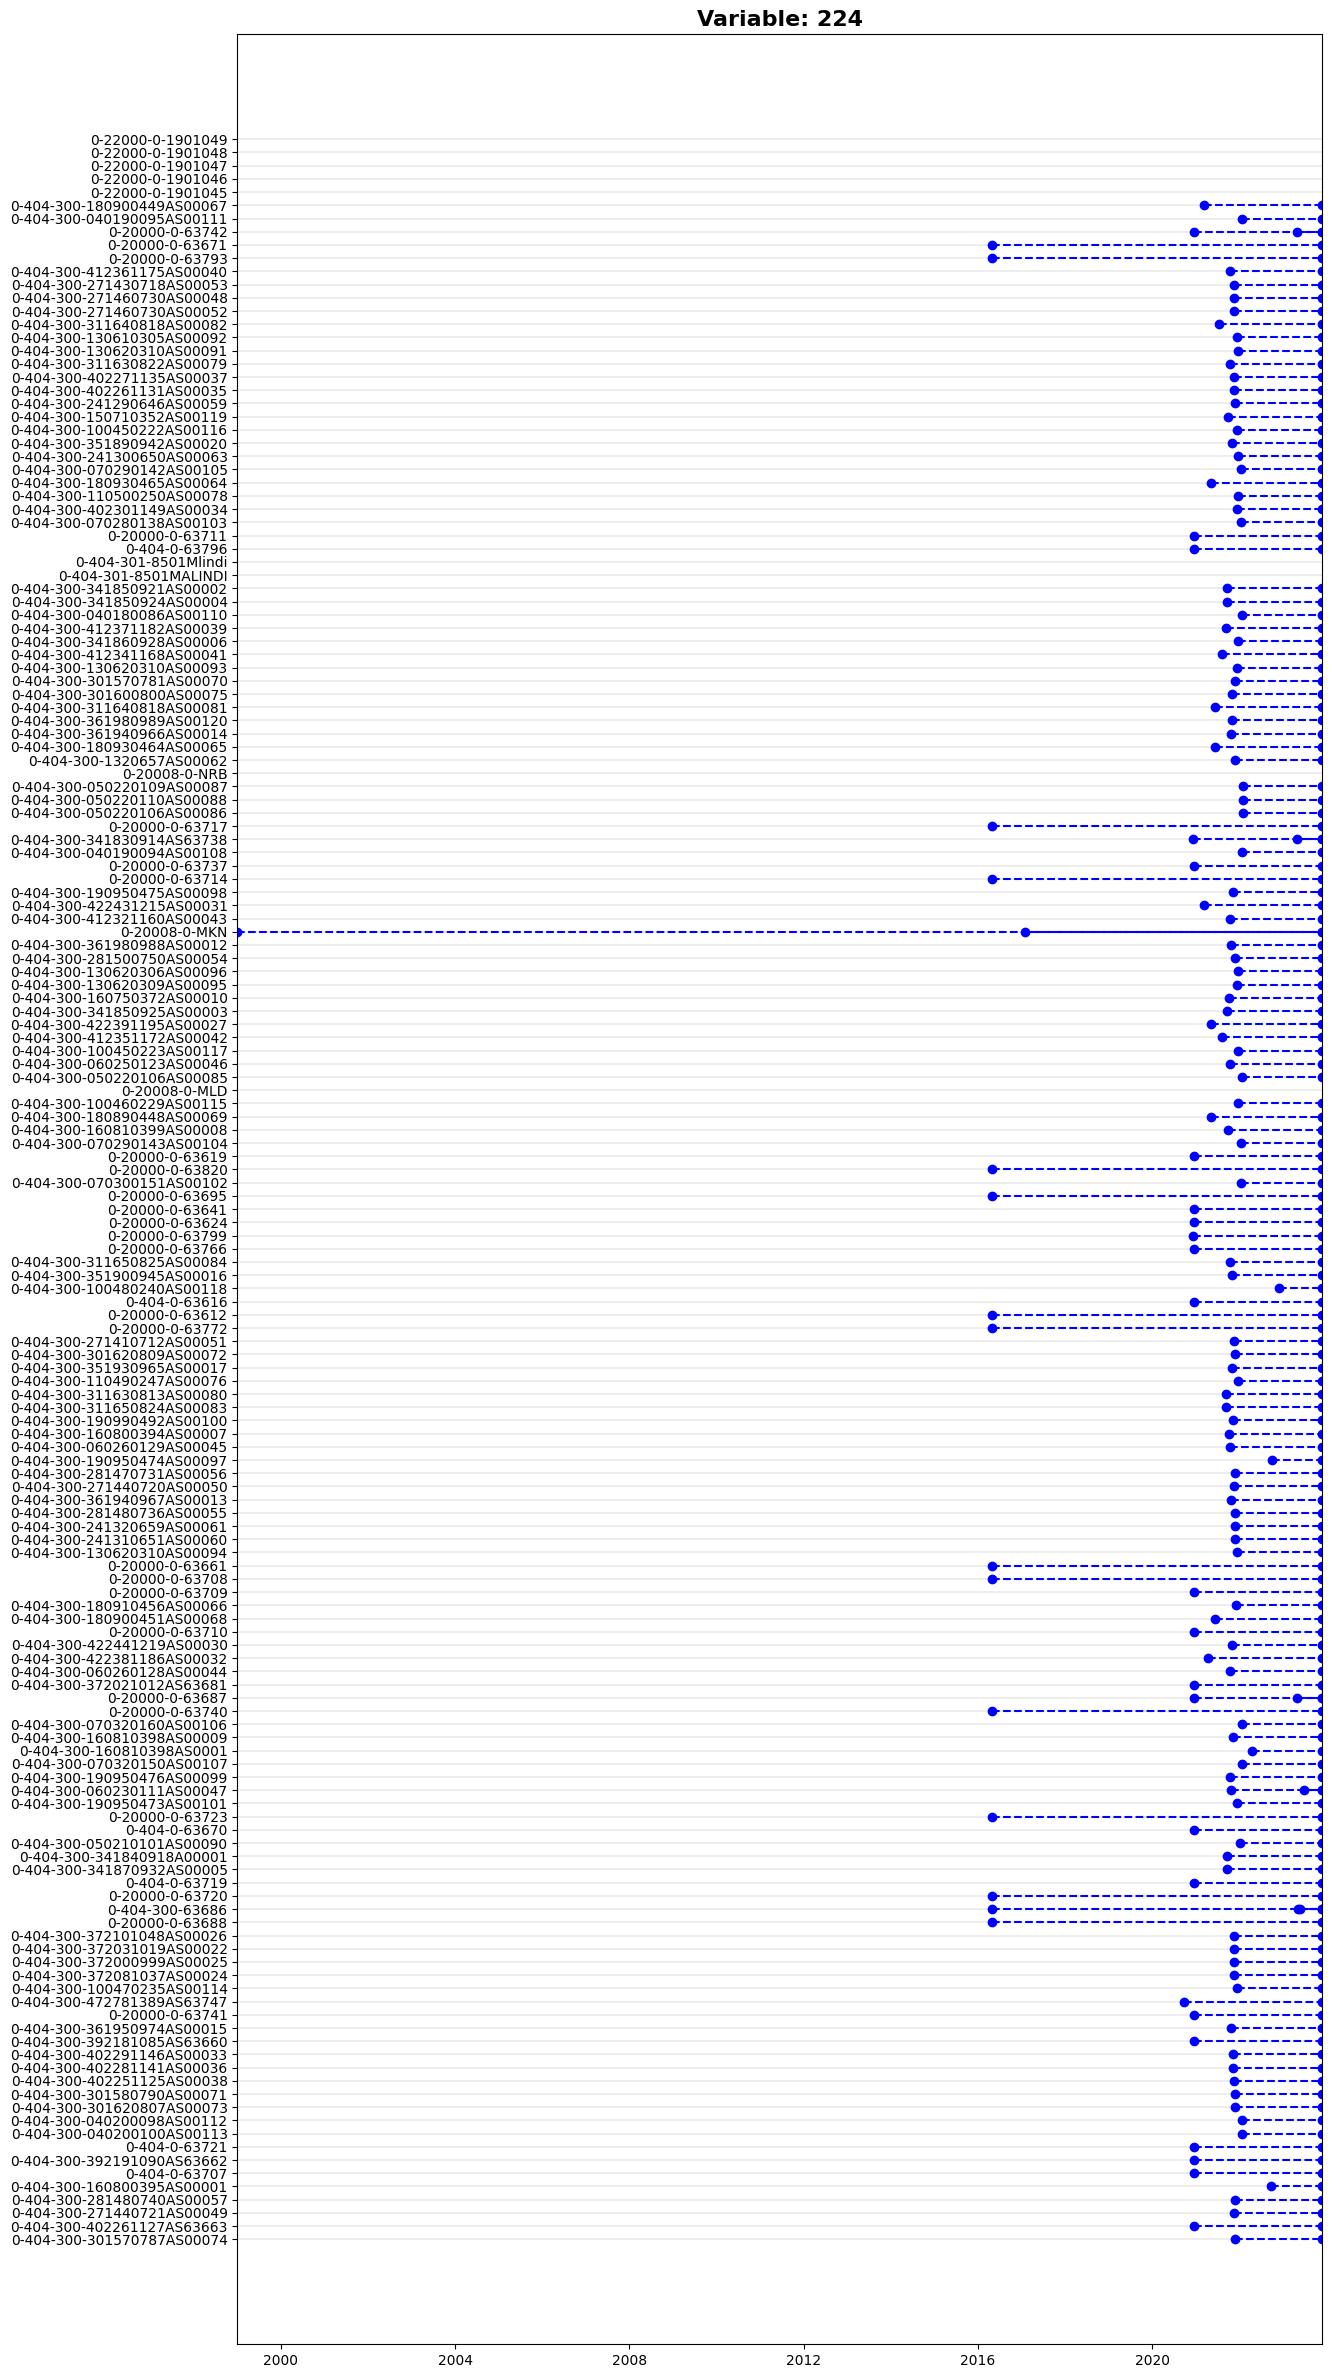 Variable: 224
0-22000-0-1901049
0-22000-0-1901048
0-22000-0-1901047
0-22000-0-1901046
0-22000-0-1901045
0-404-300-180900449AS00067
0-404-300-040190095AS00111
0-20000-0-63742
0-20000-0-63671
0-20000-0-63793
0-404-300-412361175AS00040
0-404-300-271430718AS00053
0-404-300-271460730AS00048
0-404-300-271460730AS00052
0-404-300-311640818AS00082
0-404-300-130610305AS00092
0-404-300-130620310AS00091
0-404-300-311630822AS00079
0-404-300-402271135AS00037
0-404-300-402261131AS00035
0-404-300-241290646AS00059
0-404-300-150710352AS00119
0-404-300-100450222AS00116
0-404-300-351890942AS00020
0-404-300-241300650AS00063
0-404-300-070290142AS00105
0-404-300-180930465AS00064
0-404-300-110500250AS00078
0-404-300-402301149AS00034
0-404-300-070280138AS00103
0-20000-0-63711
0-404-0-63796
0-404-301-8501Mlindi
0-404-301-8501MALINDI
0-404-300-341850921AS00002
0-404-300-341850924AS00004
0-404-300-040180086AS00110
0-404-300-412371182AS00039
0-404-300-341860928AS00006
0-404-300-412341168AS00041
0-404-300-130620310AS00093
0-404-300-301570781AS00070
0-404-300-301600800AS00075
0-404-300-311640818AS00081
0-404-300-361980989AS00120
0-404-300-361940966AS00014
0-404-300-180930464AS00065
0-404-300-1320657AS00062
0-20008-0-NRB
0-404-300-050220109AS00087
0-404-300-050220110AS00088
0-404-300-050220106AS00086
0-20000-0-63717
0-404-300-341830914AS63738
0-404-300-040190094AS00108
0-20000-0-63737
0-20000-0-63714
0-404-300-190950475AS00098
0-404-300-422431215AS00031
0-404-300-412321160AS00043
0-20008-0-MKN
0-404-300-361980988AS00012
0-404-300-281500750AS00054
0-404-300-130620306AS00096
0-404-300-130620309AS00095
0-404-300-160750372AS00010
0-404-300-341850925AS00003
0-404-300-422391195AS00027
0-404-300-412351172AS00042
0-404-300-100450223AS00117
0-404-300-060250123AS00046
0-404-300-050220106AS00085
0-20008-0-MLD
0-404-300-100460229AS00115
0-404-300-180890448AS00069
0-404-300-160810399AS00008
0-404-300-070290143AS00104
0-20000-0-63619
0-20000-0-63820
0-404-300-070300151AS00102
0-20000-0-63695
0-20000-0-63641
0-20000-0-63624
0-20000-0-63799
0-20000-0-63766
0-404-300-311650825AS00084
0-404-300-351900945AS00016
0-404-300-100480240AS00118
0-404-0-63616
0-20000-0-63612
0-20000-0-63772
0-404-300-271410712AS00051
0-404-300-301620809AS00072
0-404-300-351930965AS00017
0-404-300-110490247AS00076
0-404-300-311630813AS00080
0-404-300-311650824AS00083
0-404-300-190990492AS00100
0-404-300-160800394AS00007
0-404-300-060260129AS00045
0-404-300-190950474AS00097
0-404-300-281470731AS00056
0-404-300-271440720AS00050
0-404-300-361940967AS00013
0-404-300-281480736AS00055
0-404-300-241320659AS00061
0-404-300-241310651AS00060
0-404-300-130620310AS00094
0-20000-0-63661
0-20000-0-63708
0-20000-0-63709
0-404-300-180910456AS00066
0-404-300-180900451AS00068
0-20000-0-63710
0-404-300-422441219AS00030
0-404-300-422381186AS00032
0-404-300-060260128AS00044
0-404-300-372021012AS63681
0-20000-0-63687
0-20000-0-63740
0-404-300-070320160AS00106
0-404-300-160810398AS00009
0-404-300-160810398AS0001
0-404-300-070320150AS00107
0-404-300-190950476AS00099
0-404-300-060230111AS00047
0-404-300-190950473AS00101
0-20000-0-63723
0-404-0-63670
0-404-300-050210101AS00090
0-404-300-341840918A00001
0-404-300-341870932AS00005
0-404-0-63719
0-20000-0-63720
0-404-300-63686
0-20000-0-63688
0-404-300-372101048AS00026
0-404-300-372031019AS00022
0-404-300-372000999AS00025
0-404-300-372081037AS00024
0-404-300-100470235AS00114
0-404-300-472781389AS63747
0-20000-0-63741
0-404-300-361950974AS00015
0-404-300-392181085AS63660
0-404-300-402291146AS00033
0-404-300-402281141AS00036
0-404-300-402251125AS00038
0-404-300-301580790AS00071
0-404-300-301620807AS00073
0-404-300-040200098AS00112
0-404-300-040200100AS00113
0-404-0-63721
0-404-300-392191090AS63662
0-404-0-63707
0-404-300-160800395AS00001
0-404-300-281480740AS00057
0-404-300-271440721AS00049
0-404-300-402261127AS63663
0-404-300-301570787AS00074
2000 2004 2008 2012 2016 2020